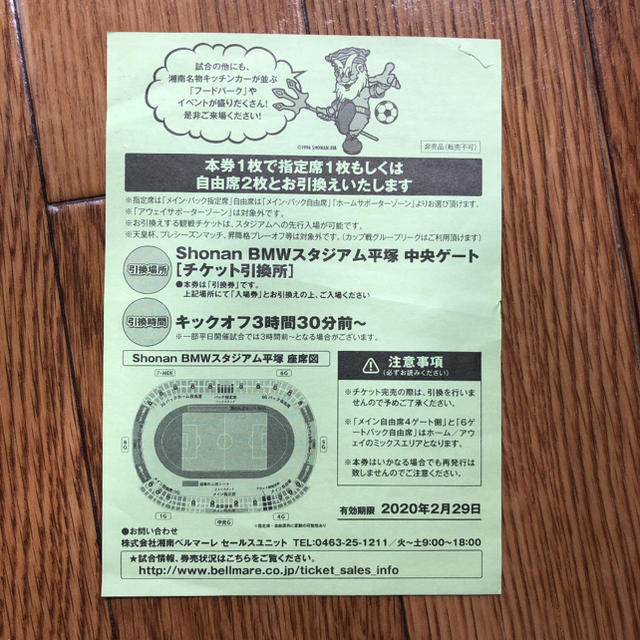 試合の他にも、
湘南名物キッチンカーが並ぶ
「フードパーク」や
イベントが盛りだくさん!
是非ご来場ください!
©1996 SHONAN.BM
非売品(転売不可)
本券1枚で指定席1枚もしくは
自由席2枚とお引換えいたします
※指定席は「メイン・バック指定席」自由席は「メイン・バック自由席」「ホームサポーターゾーン」よりお選び頂けます。
※「アウェイサポーターゾーン」は対象外です。
※お引換えする観戦チケットは、スタジアムへの先行入場が可能です。
※天皇杯、プレシーズンマッチ、昇降格プレーオフ等は対象外です。(カップ戦グループリーグはご利用頂けます)
引換場所 Shonan BMWスタジアム平塚 中央ゲート
[チケット引換所]
●本券は「引換券」です。
上記場所にて「入場券」とお引換えの上、ご入場ください
引換時間 キックオフ3時間30分前〜
※一部平日開催試合では3時間前〜となる場合がございます。
Shonan BMWスタジアム平塚 座席図
7-MIDE
6G
バック指定席
8G
5G
メイン指定席
1G
中央G
4G
注意事項
(必ずお読みください)
※チケット完売の際は、引換を行いま
せんので予めご了承ください。
※「メイン自由席4ゲート側」と「6ゲ
ートバック自由席」はホーム/アウ
ェイのミックスエリアとなります。
※本券はいかなる場合でも再発行は
致しませんのでご注意ください。
有効期限 2020年2月29日
●お問い合わせ
株式会社湘南ベルマーレ セールスユニット TEL:0463-25-1211/火〜土9:00〜18:00
★試合情報、券売状況はこちらをご覧ください。
http://www.bellmare.co.jp/ticket_sales_info